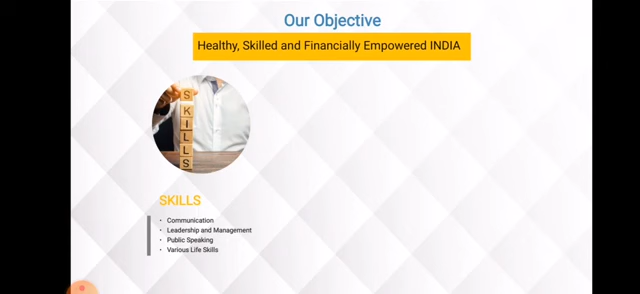 Our Objective
Healthy, Skilled and Financially Empowered INDIA
S
K
I
L
L
S
SKILLS
• Communication
• Leadership and Management
• Public Speaking
• Various Life Skills